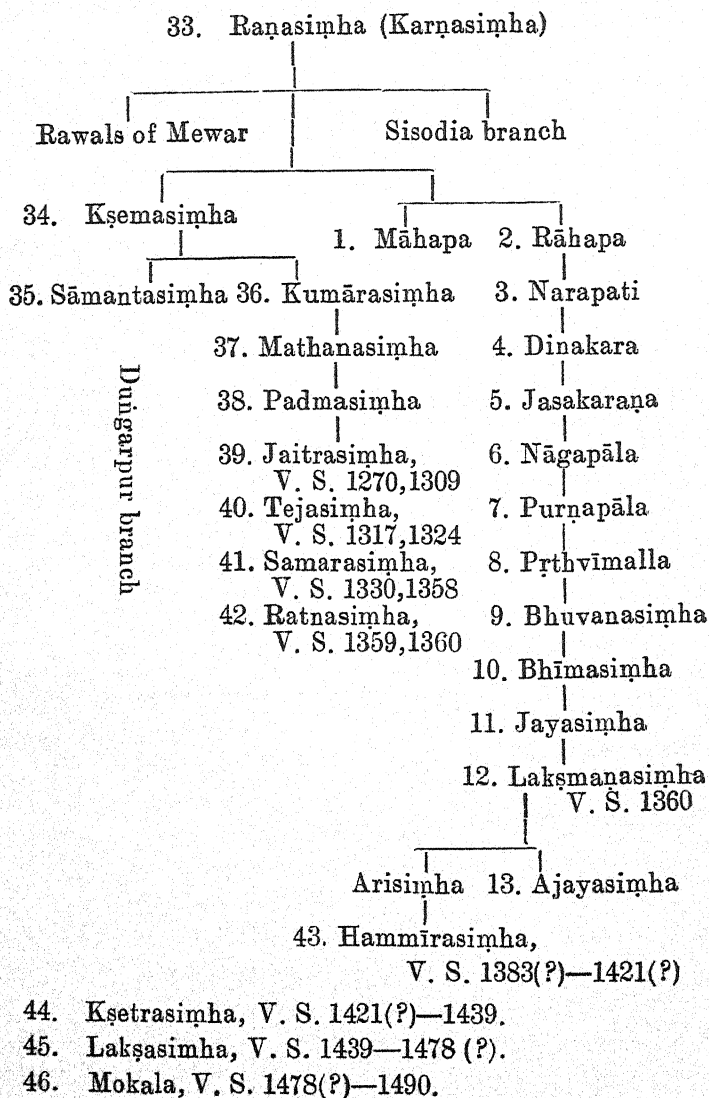 33. Raṇasiṃha (Karṇasiṃha)
Rawals of Mewar Sisodia branch
34. Kṣemasiṃha
1. Māhapa 2. Rāhapa
35. Sāmantasiṃha 36. Kumārasiṃha 3. Narapati
37. Mathanasiṃha 4. Dinakara
Dungarpur branch
38. Padmasiṃha 5. Jasakaraṇa
39. Jaitrasiṃha, 6. Nāgapāla
V. S. 1270,1309
40. Tejasiṃha, 7. Purṇapāla
V. S. 1317,1324
41. Samarasiṃha, 8. Pṛthvīmalla
V. S. 1330,1358
42. Ratnasiṃha, 9. Bhuvanasiṃha
V. S. 1359,1360
10. Bhīmasiṃha
11. Jayasiṃha
12. Lakṣmaṇasiṃha
V. S. 1360
Arisiṃha 13. Ajayasiṃha
43. Hammīrasiṃha,
V. S. 1383(?)—1421(?)
44. Kṣetrasiṃha, V. S. 1421(?)—1439.
45. Lakṣasiṃha, V. S. 1439—1478 (?).
46. Mokala, V. S. 1478(?)—1490.